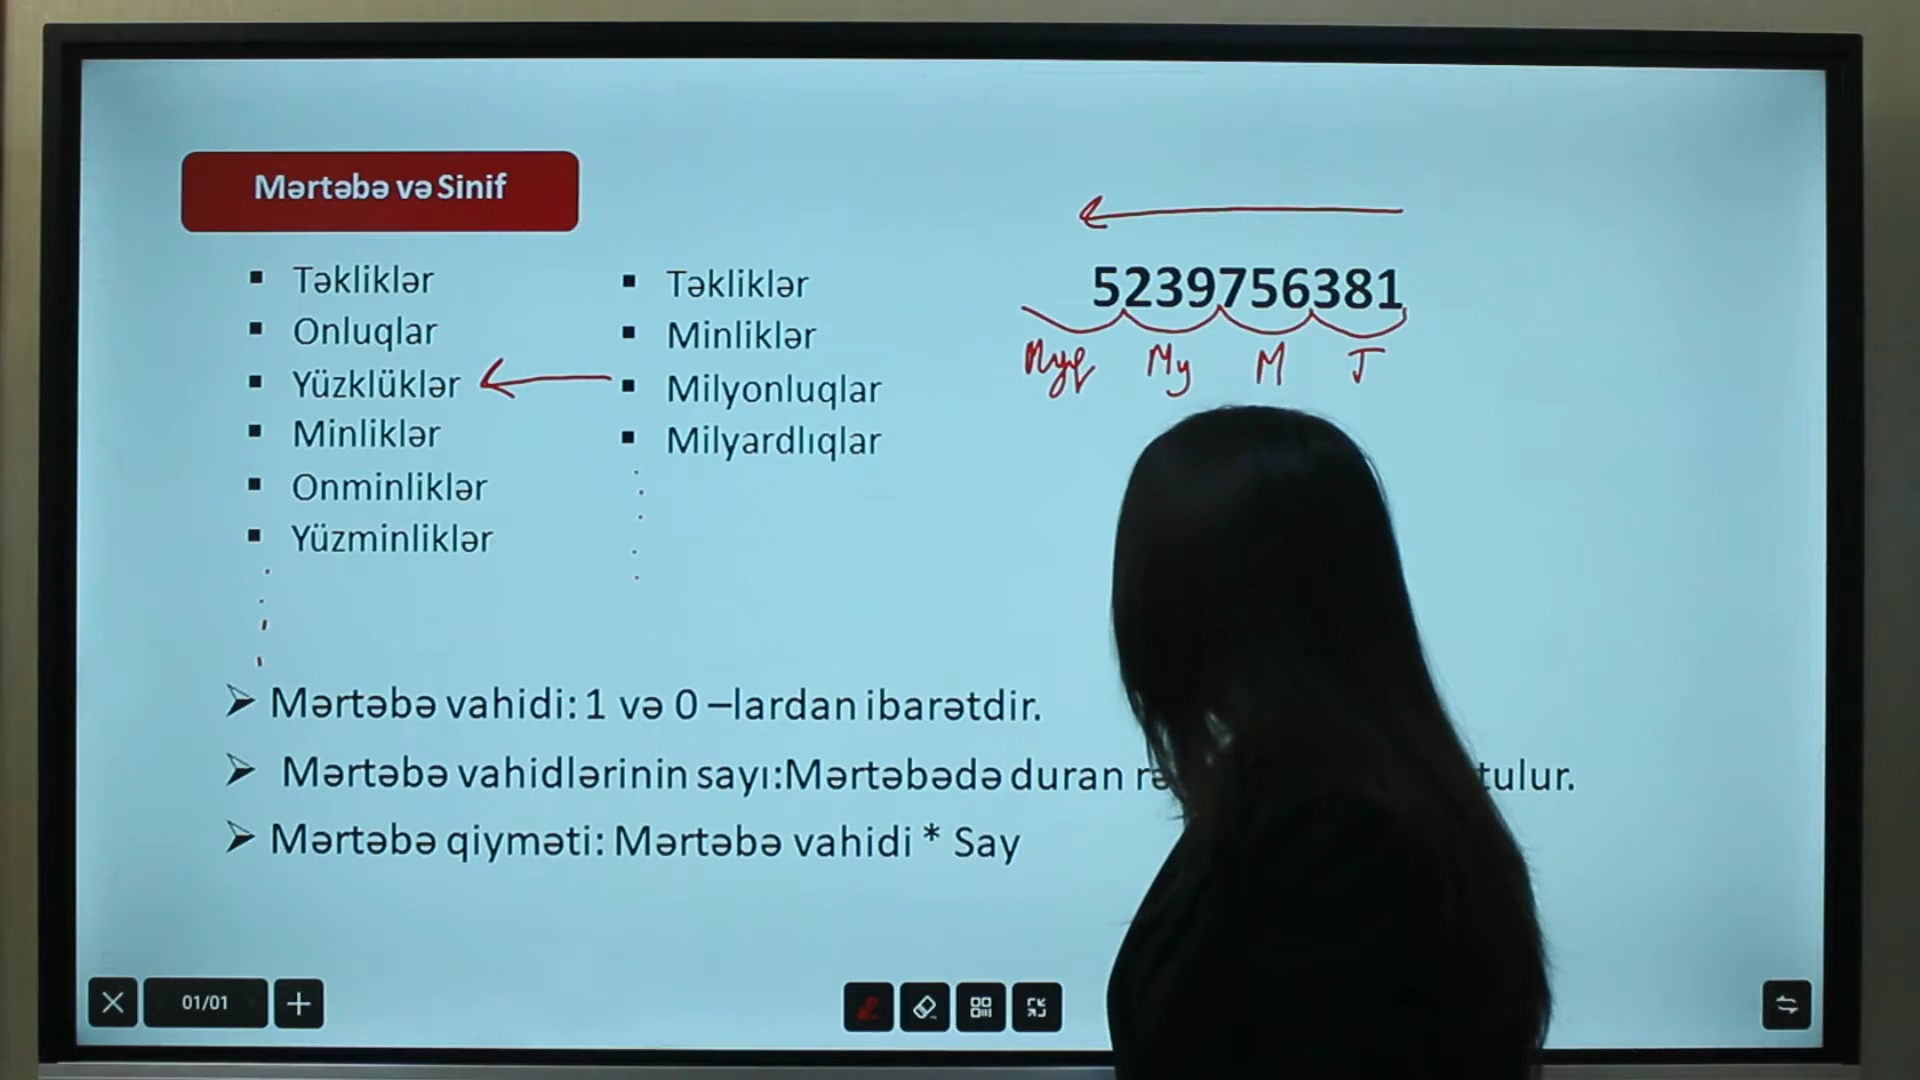 Mərtəbə və Sinif
Təkliklər
Onluqlar
Yüzklüklər
Minliklər
Onminliklər
Yüzminliklər
Təkliklər
Minliklər
Milyonluqlar
Milyardlıqlar
5239756381
My M T
Mərtəbə vahidi: 1 və 0 –lardan ibarətdir.
Mərtəbə vahidlərinin sayı:Mərtəbədə duran tulur.
Mərtəbə qiyməti: Mərtəbə vahidi * Say
01/01